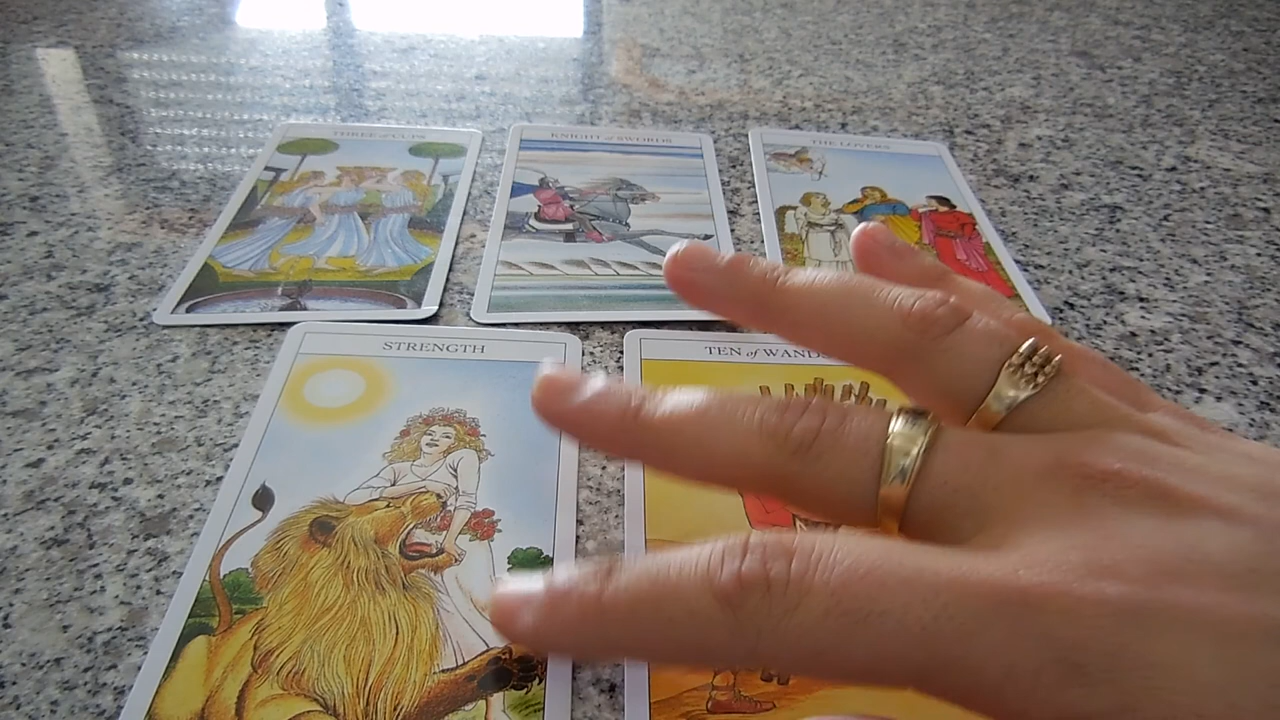 THREE of CUPS
KNIGHT of SWORDS
THE LOVERS
STRENGTH
TEN of WANDS